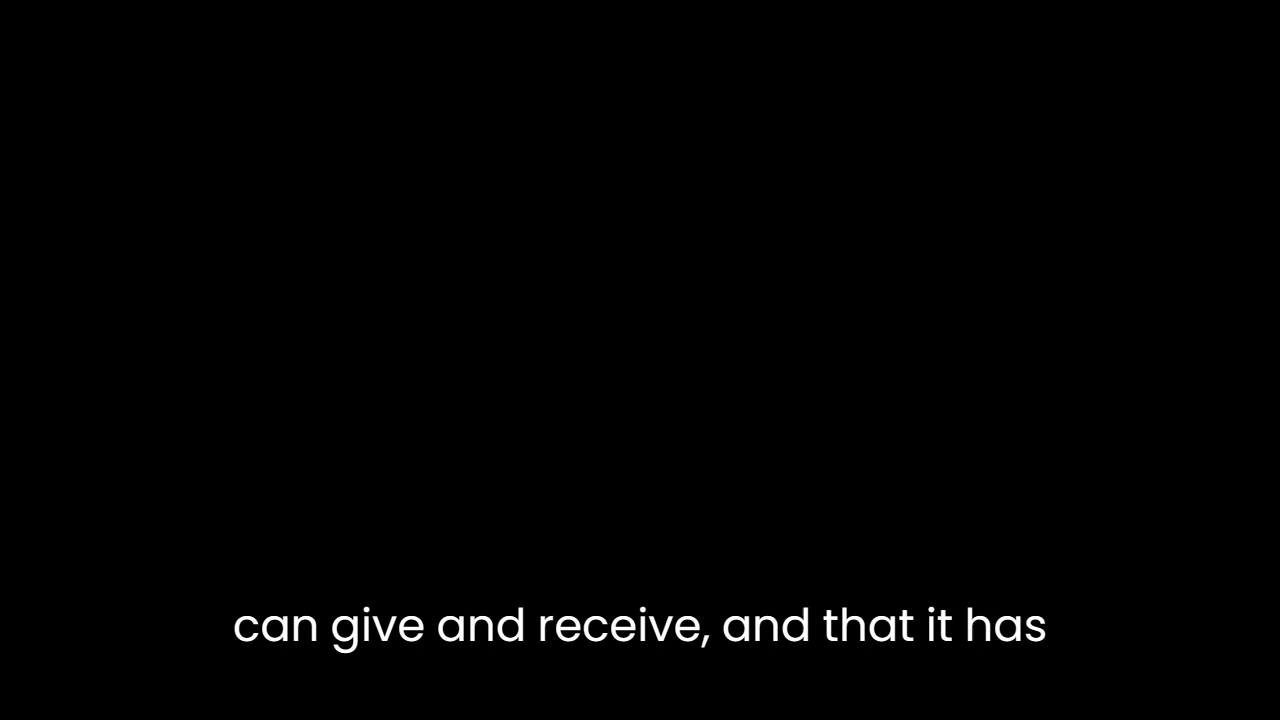 can give and receive, and that it has